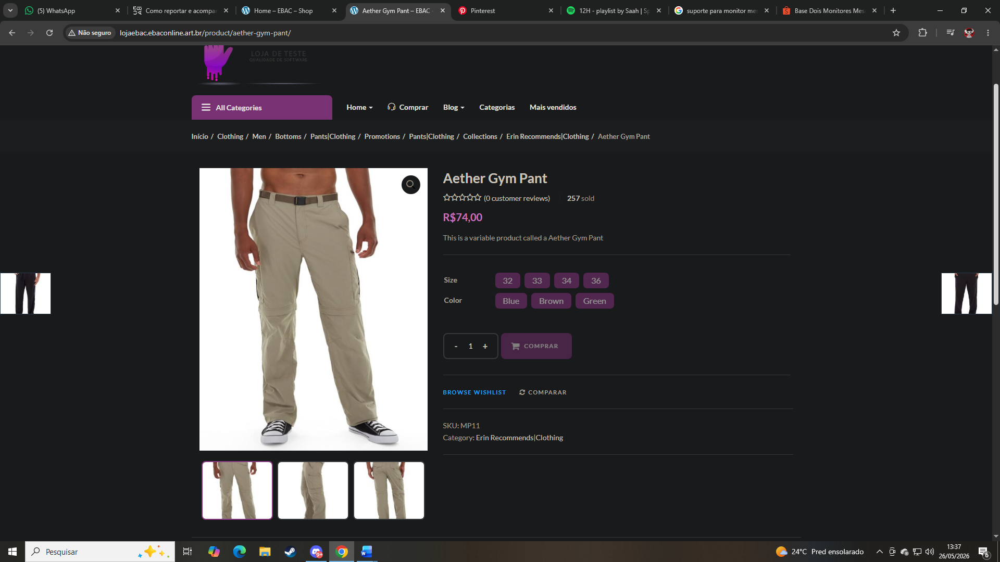 (5) WhatsApp
Como reportar e acompar
Home – EBAC – Shop
Aether Gym Pant – EBAC –
Pinterest
12H - playlist by Saah | Sp
suporte para monitor me
Base Dois Monitores Mes
Não seguro
lojaebac.ebaconline.art.br/product/aether-gym-pant/
LOJA DE TESTE
QUALIDADE DE SOFTWARE
All Categories
Home
Comprar
Blog
Categorias
Mais vendidos
Início / Clothing / Men / Bottoms / Pants|Clothing / Promotions / Pants|Clothing / Collections / Erin Recommends|Clothing / Aether Gym Pant
Aether Gym Pant
(0 customer reviews)
257 sold
R$74,00
This is a variable product called a Aether Gym Pant
Size
32
33
34
36
Color
Blue
Brown
Green
- 1 +
COMPRAR
BROWSE WISHLIST
COMPARAR
SKU: MP11
Category: Erin Recommends|Clothing
Pesquisar
9+
24°C Pred ensolarado
13:37
26/05/2026
6